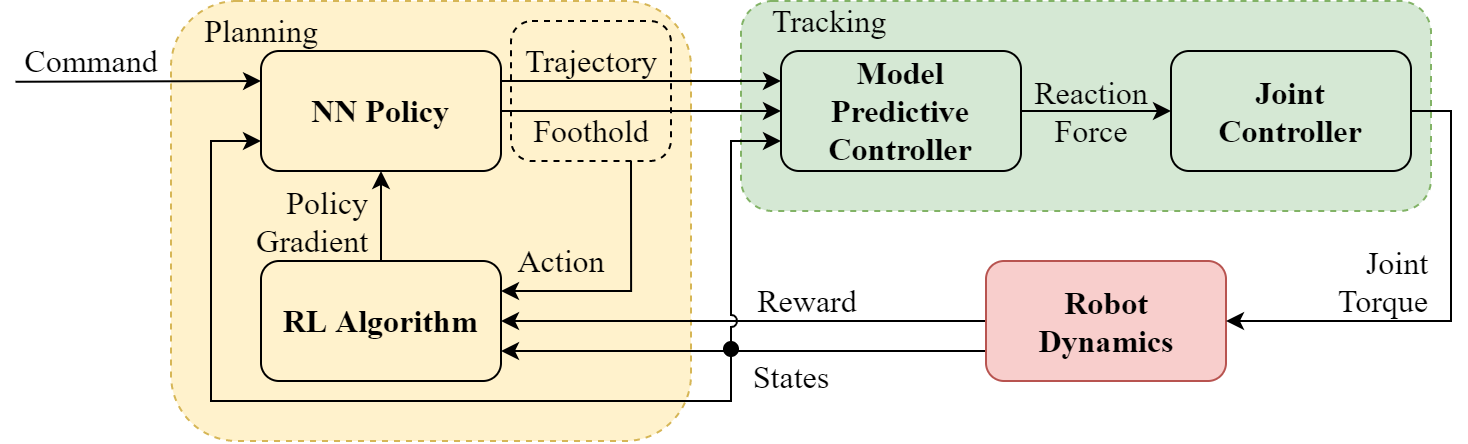 Planning
Command
NN Policy
Trajectory
Foothold
Policy
Gradient
RL Algorithm
Action
Reward
States
Tracking
Model
Predictive
Controller
Reaction
Force
Joint
Controller
Joint
Torque
Robot
Dynamics